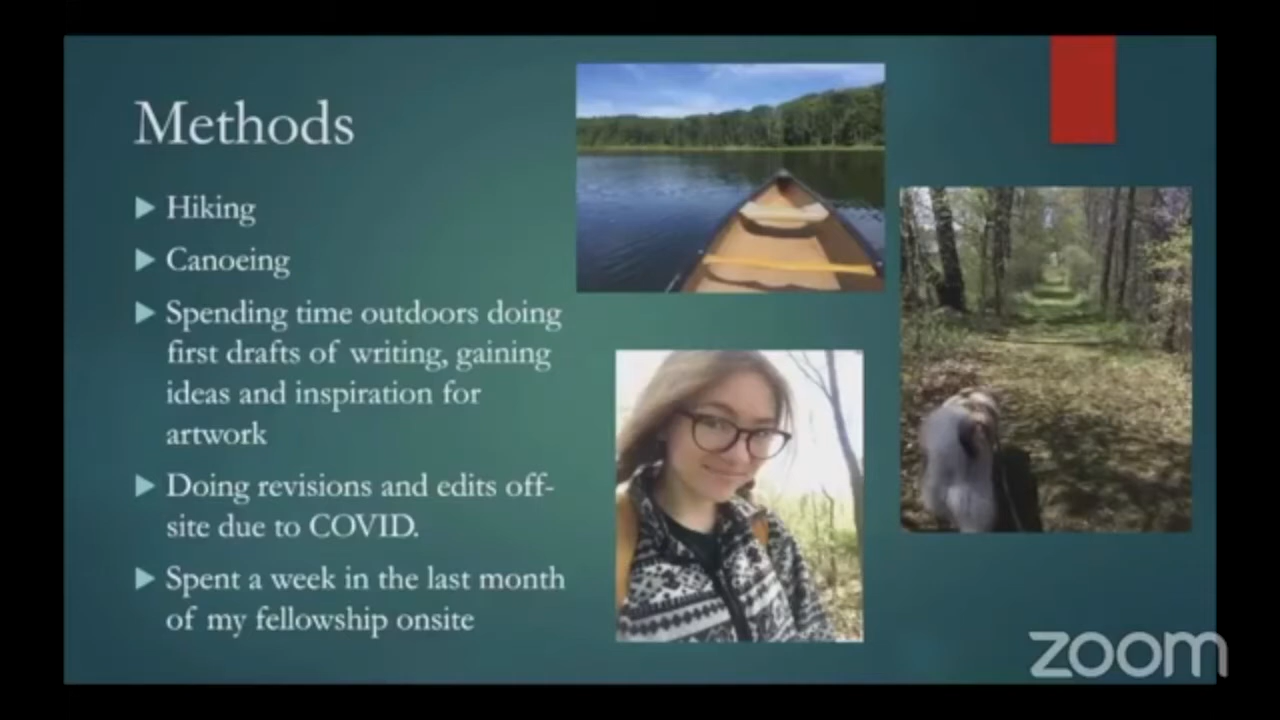 Methods
Hiking
Canoeing
Spending time outdoors doing
first drafts of writing, gaining
ideas and inspiration for
artwork
Doing revisions and edits off-
site due to COVID.
Spent a week in the last month
of my fellowship onsite
zoom